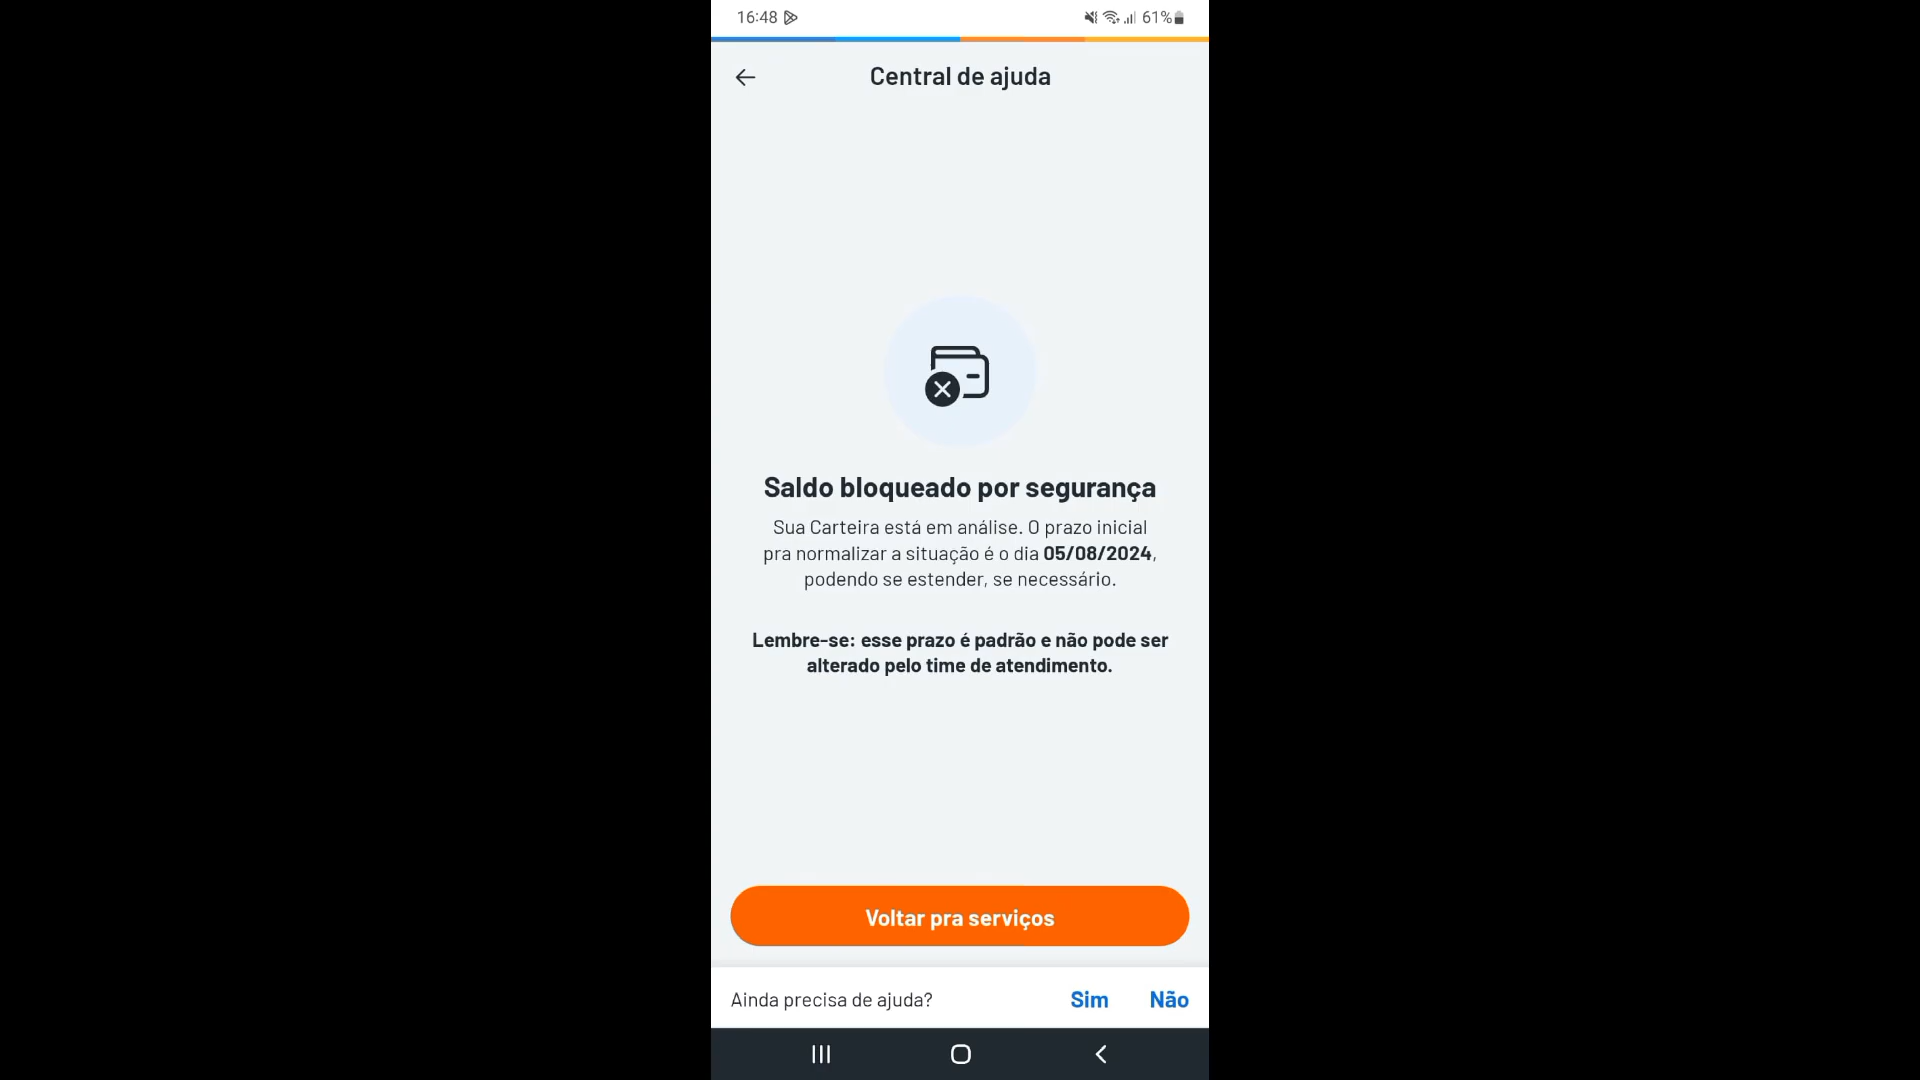 16:48 61%
Central de ajuda
Saldo bloqueado por segurança
Sua Carteira está em análise. O prazo inicial
pra normalizar a situação é o dia 05/08/2024,
podendo se estender, se necessário.
Lembre-se: esse prazo é padrão e não pode ser
alterado pelo time de atendimento.
Voltar pra serviços
Ainda precisa de ajuda? Sim Não